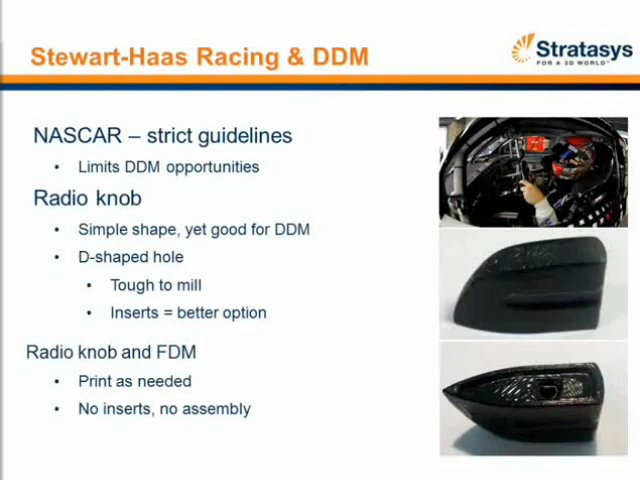 Stewart-Haas Racing & DDM
Stratasys
FOR A 3D WORLD™
NASCAR – strict guidelines
• Limits DDM opportunities
Radio knob
• Simple shape, yet good for DDM
• D-shaped hole
• Tough to mill
• Inserts = better option
Radio knob and FDM
• Print as needed
• No inserts, no assembly